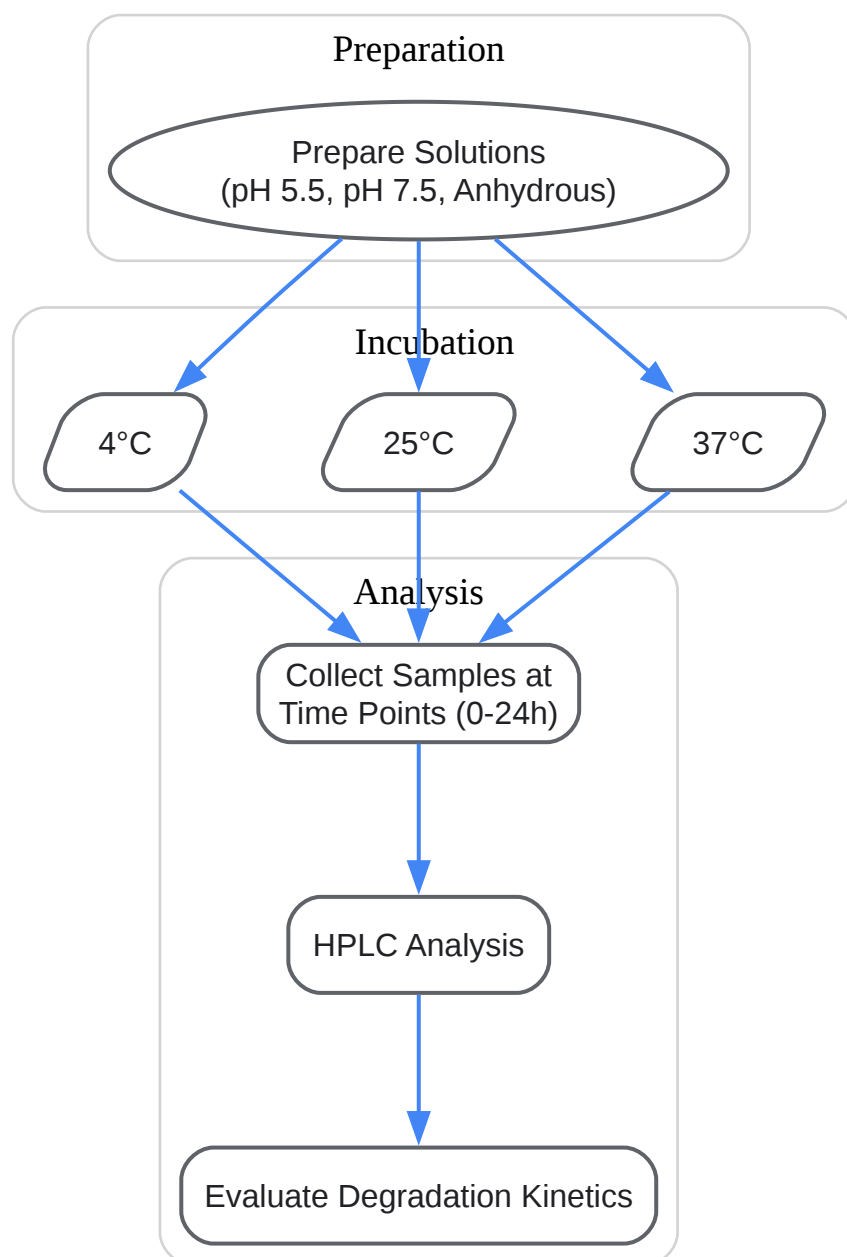 Preparation
Prepare Solutions
(pH 5.5, pH 7.5, Anhydrous)
Incubation
4°C
25°C
37°C
Analysis
Collect Samples at
Time Points (0-24h)
HPLC Analysis
Evaluate Degradation Kinetics